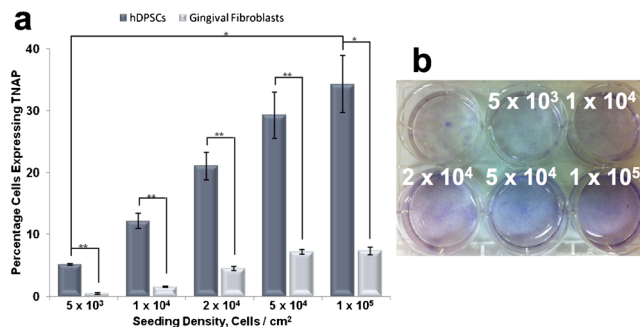 a
hDPSCs Gingival Fibroblasts
Percentage Cells Expressing TNAP
40
30
20
10
0
*
*
**
**
**
**
5 x 10³ 1 x 10⁴ 2 x 10⁴ 5 x 10⁴ 1 x 10⁵
Seeding Density, Cells / cm²
b
5 x 10³ 1 x 10⁴
2 x 10⁴ 5 x 10⁴ 1 x 10⁵